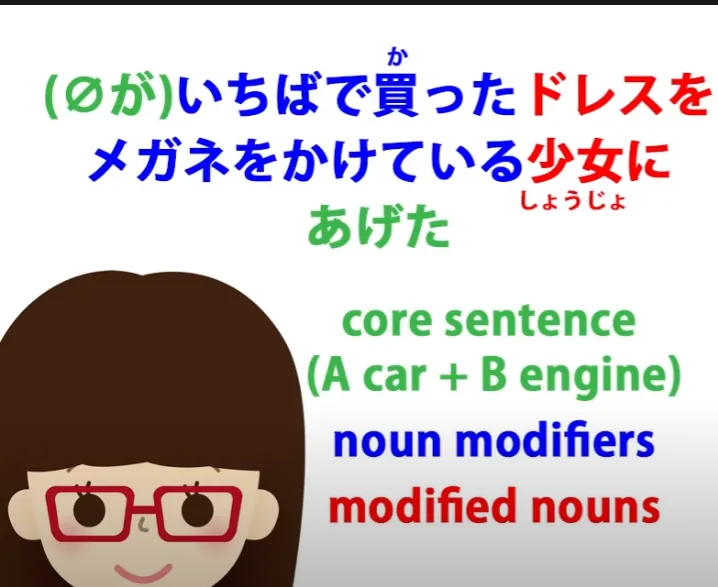 (∅が)いちばで買ったドレスを
か
メガネをかけている少女に
しょうじょ
あげた
core sentence
(A car + B engine)
noun modifiers
modified nouns